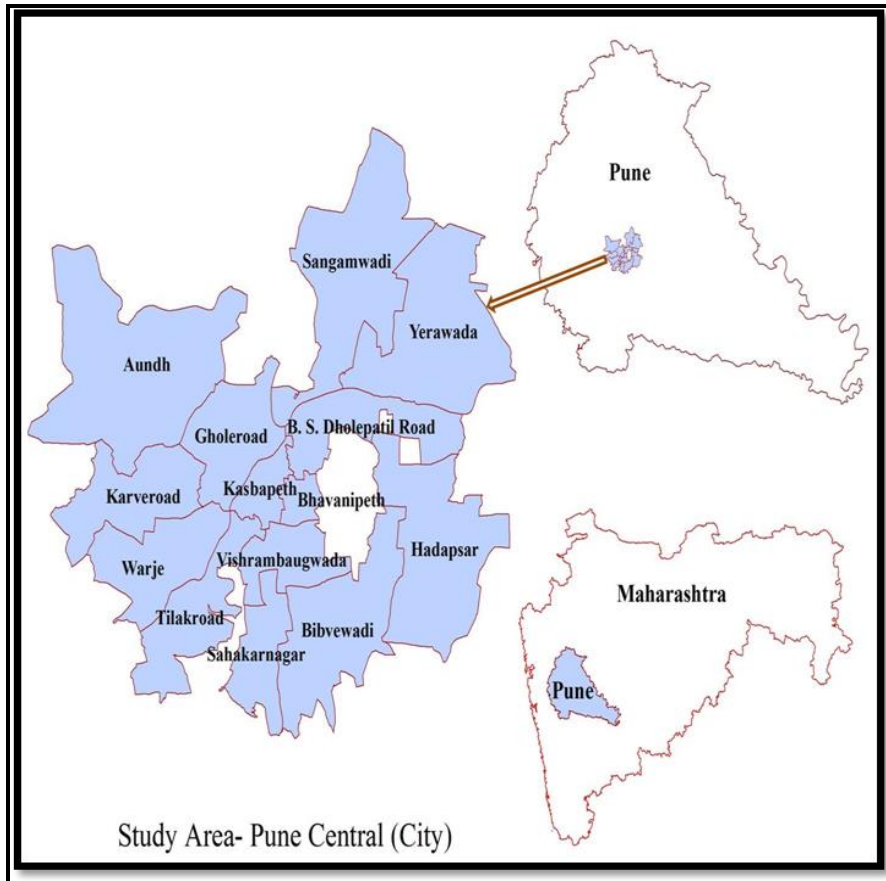 Pune
Sangamwadi
Yerawada
Aundh
B. S. Dholepatil Road
Gholeroad
Kasbapeth
Karveroad
Bhavanipeth
Hadapsar
Vishrambaugwada
Warje
Maharashtra
Tilakroad
Bibvewadi
Sahakarnagar
Pune
Study Area- Pune Central (City)